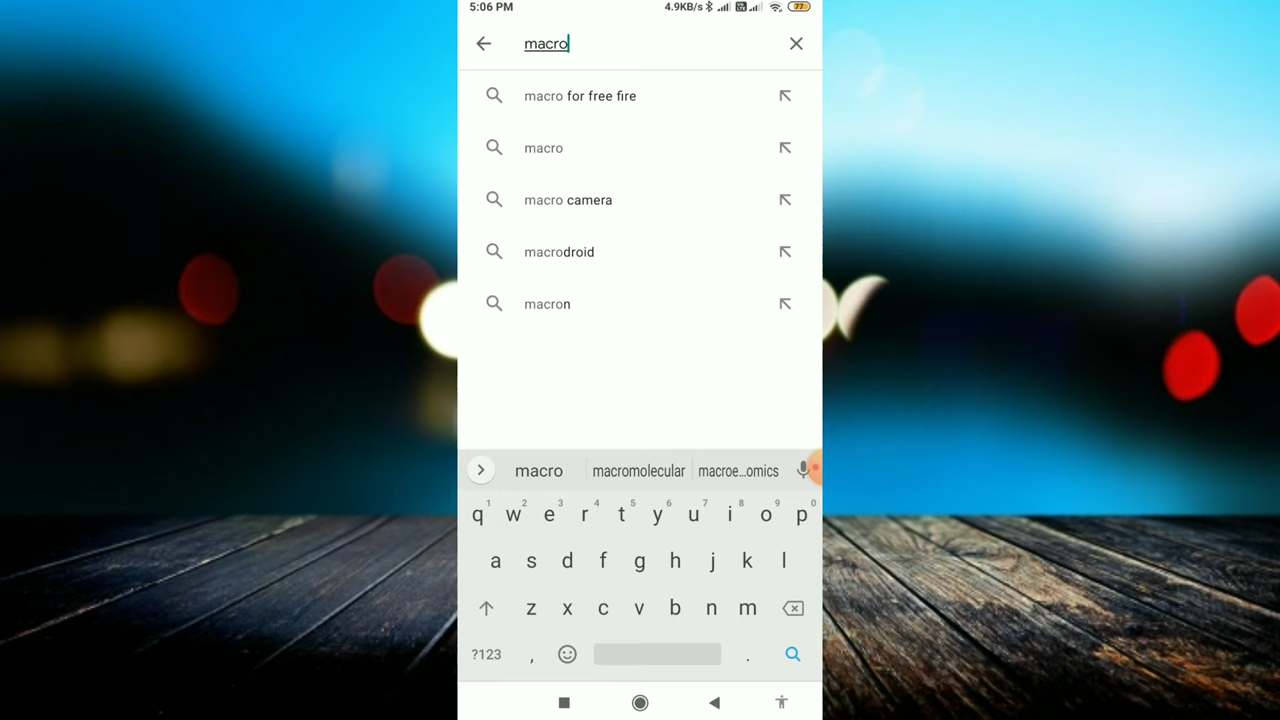 5:06 PM 4.9KB/s 77
macro
macro for free fire
macro
macro camera
macrodroid
macron
macro macromolecular macroe...omics
1 2 3 4 5 6 7 8 9 0
q w e r t y u i o p
a s d f g h j k l
z x c v b n m
?123 , .